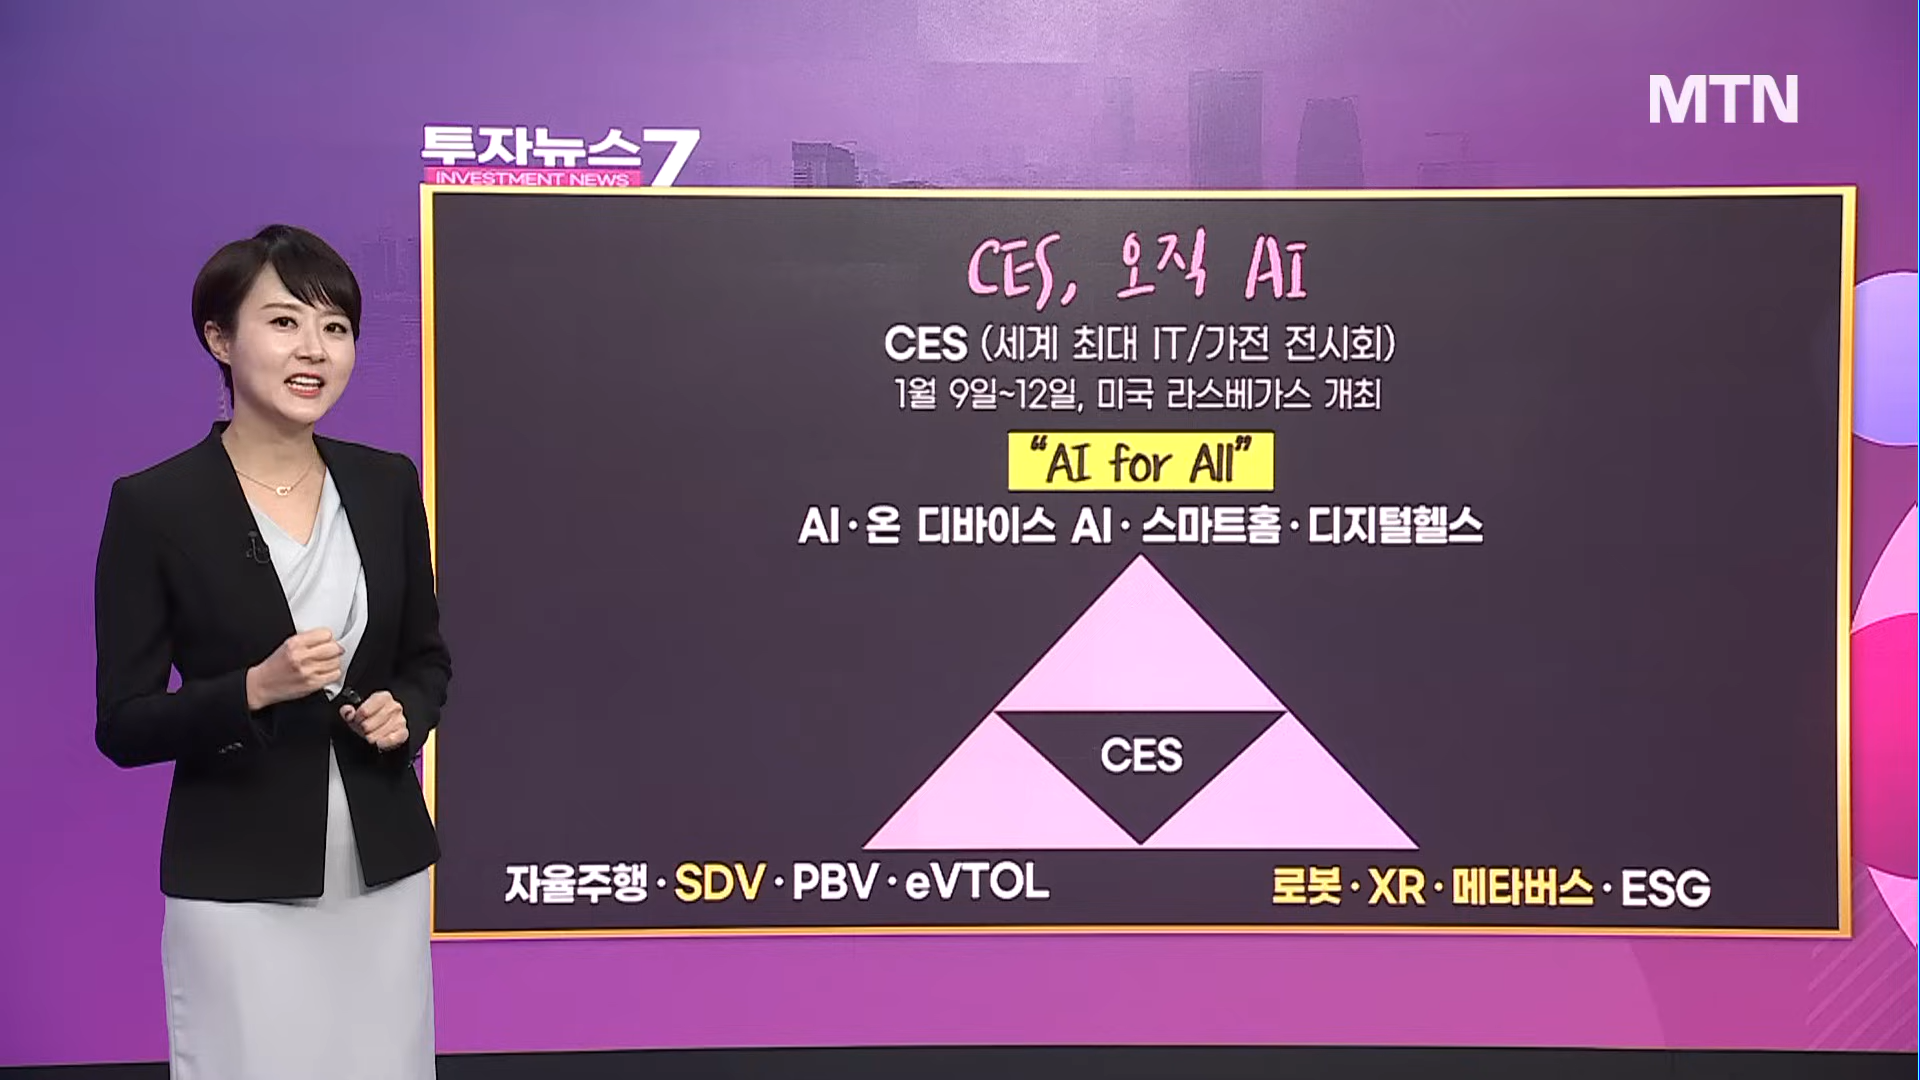 MTN
투자뉴스 7
INVESTMENT NEWS
CES, 오직 AI
CES (세계 최대 IT/가전 전시회)
1월 9일~12일, 미국 라스베가스 개최
“AI for All”
AI·온 디바이스 AI·스마트홈·디지털헬스
CES
자율주행·SDV·PBV·eVTOL
로봇·XR·메타버스·ESG